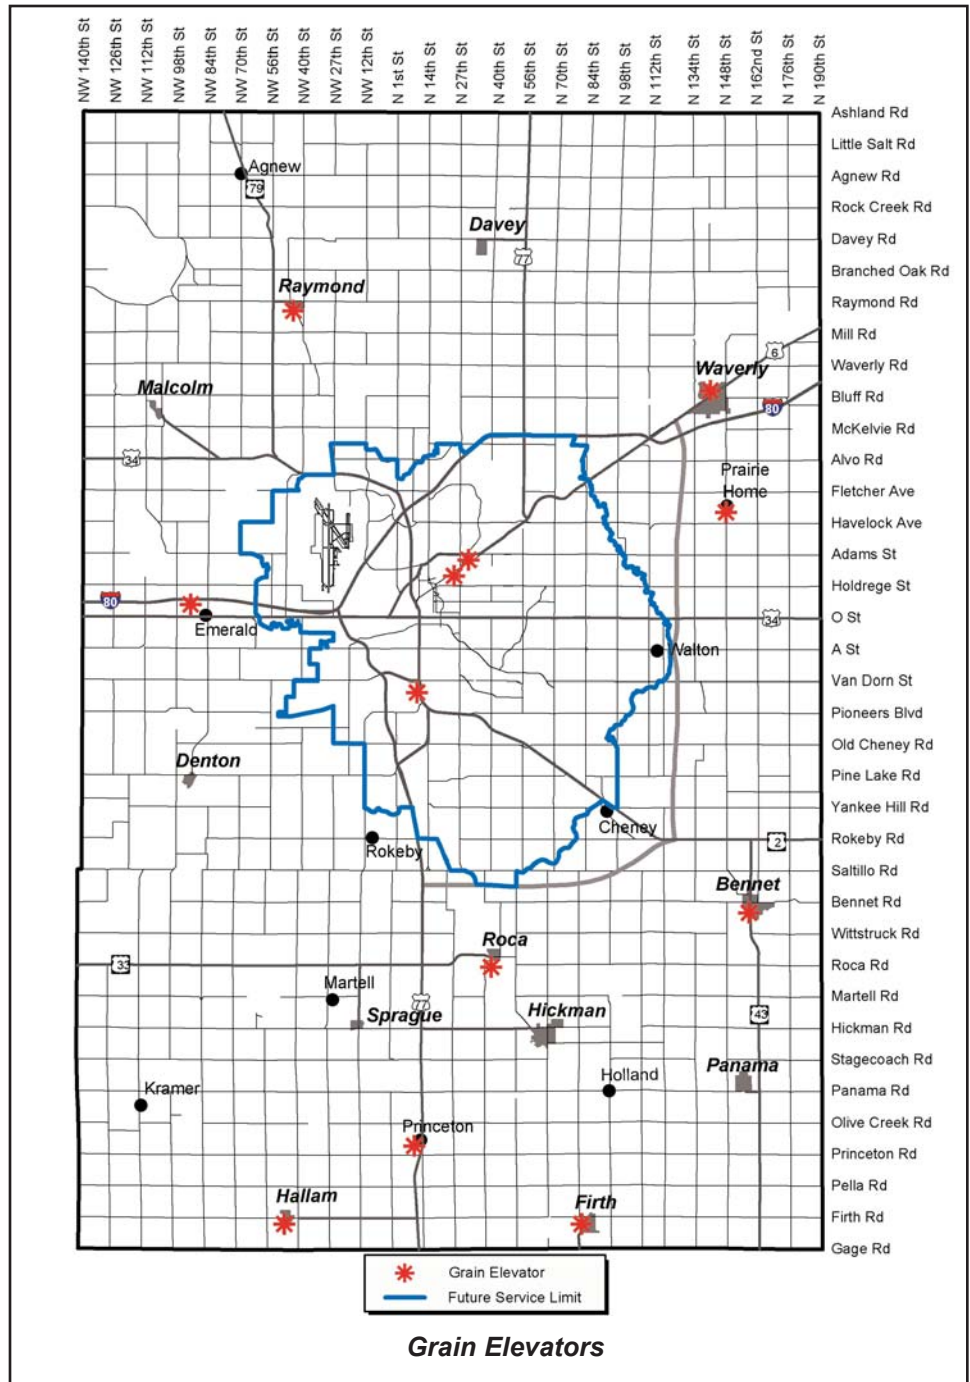 NW 140th St
NW 126th St
NW 112th St
NW 98th St
NW 84th St
NW 70th St
NW 56th St
NW 40th St
NW 27th St
NW 12th St
N 1st St
N 14th St
N 27th St
N 40th St
N 56th St
N 70th St
N 84th St
N 98th St
N 112th St
N 134th St
N 148th St
N 162nd St
N 176th St
N 190th St
Ashland Rd
Little Salt Rd
Agnew Rd
Rock Creek Rd
Davey Rd
Branched Oak Rd
Raymond Rd
Mill Rd
Waverly Rd
Bluff Rd
McKelvie Rd
Alvo Rd
Fletcher Ave
Havelock Ave
Adams St
Holdrege St
O St
A St
Van Dorn St
Pioneers Blvd
Old Cheney Rd
Pine Lake Rd
Yankee Hill Rd
Rokeby Rd
Saltillo Rd
Bennet Rd
Wittstruck Rd
Roca Rd
Martell Rd
Hickman Rd
Stagecoach Rd
Panama Rd
Olive Creek Rd
Princeton Rd
Pella Rd
Firth Rd
Gage Rd
Agnew
79
Davey
77
Raymond
6
Waverly
80
Malcolm
34
Prairie
Home
80
Emerald
34
Walton
Denton
Cheney
Rokeby
2
Bennet
Roca
33
Martell
77
Sprague
Hickman
43
Panama
Holland
Kramer
Princeton
Hallam
Firth
Grain Elevator
Future Service Limit
Grain Elevators